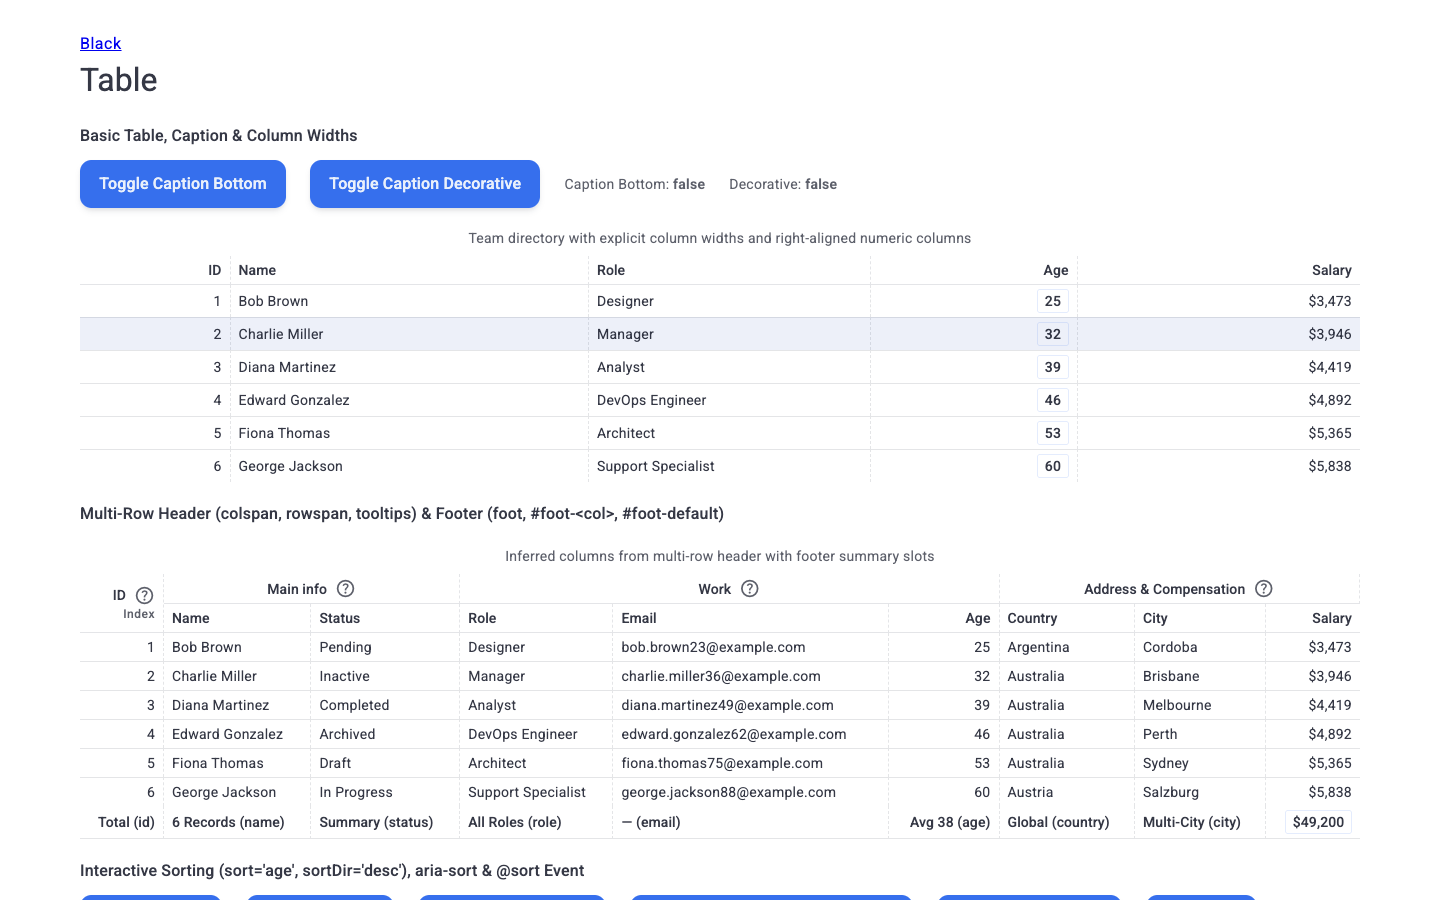 Black
Table
Basic Table, Caption & Column Widths
Toggle Caption Bottom Toggle Caption Decorative Caption Bottom: false Decorative: false
Team directory with explicit column widths and right-aligned numeric columns
ID Name Role Age Salary
1 Bob Brown Designer 25 $3,473
2 Charlie Miller Manager 32 $3,946
3 Diana Martinez Analyst 39 $4,419
4 Edward Gonzalez DevOps Engineer 46 $4,892
5 Fiona Thomas Architect 53 $5,365
6 George Jackson Support Specialist 60 $5,838
Multi-Row Header (colspan, rowspan, tooltips) & Footer (foot, #foot-<col>, #foot-default)
Inferred columns from multi-row header with footer summary slots
ID ? Main info ? Work ? Address & Compensation ?
Index Name Status Role Email Age Country City Salary
1 Bob Brown Pending Designer bob.brown23@example.com 25 Argentina Cordoba $3,473
2 Charlie Miller Inactive Manager charlie.miller36@example.com 32 Australia Brisbane $3,946
3 Diana Martinez Completed Analyst diana.martinez49@example.com 39 Australia Melbourne $4,419
4 Edward Gonzalez Archived DevOps Engineer edward.gonzalez62@example.com 46 Australia Perth $4,892
5 Fiona Thomas Draft Architect fiona.thomas75@example.com 53 Australia Sydney $5,365
6 George Jackson In Progress Support Specialist george.jackson88@example.com 60 Austria Salzburg $5,838
Total (id) 6 Records (name) Summary (status) All Roles (role) — (email) Avg 38 (age) Global (country) Multi-City (city) $49,200
Interactive Sorting (sort='age', sortDir='desc'), aria-sort & @sort Event